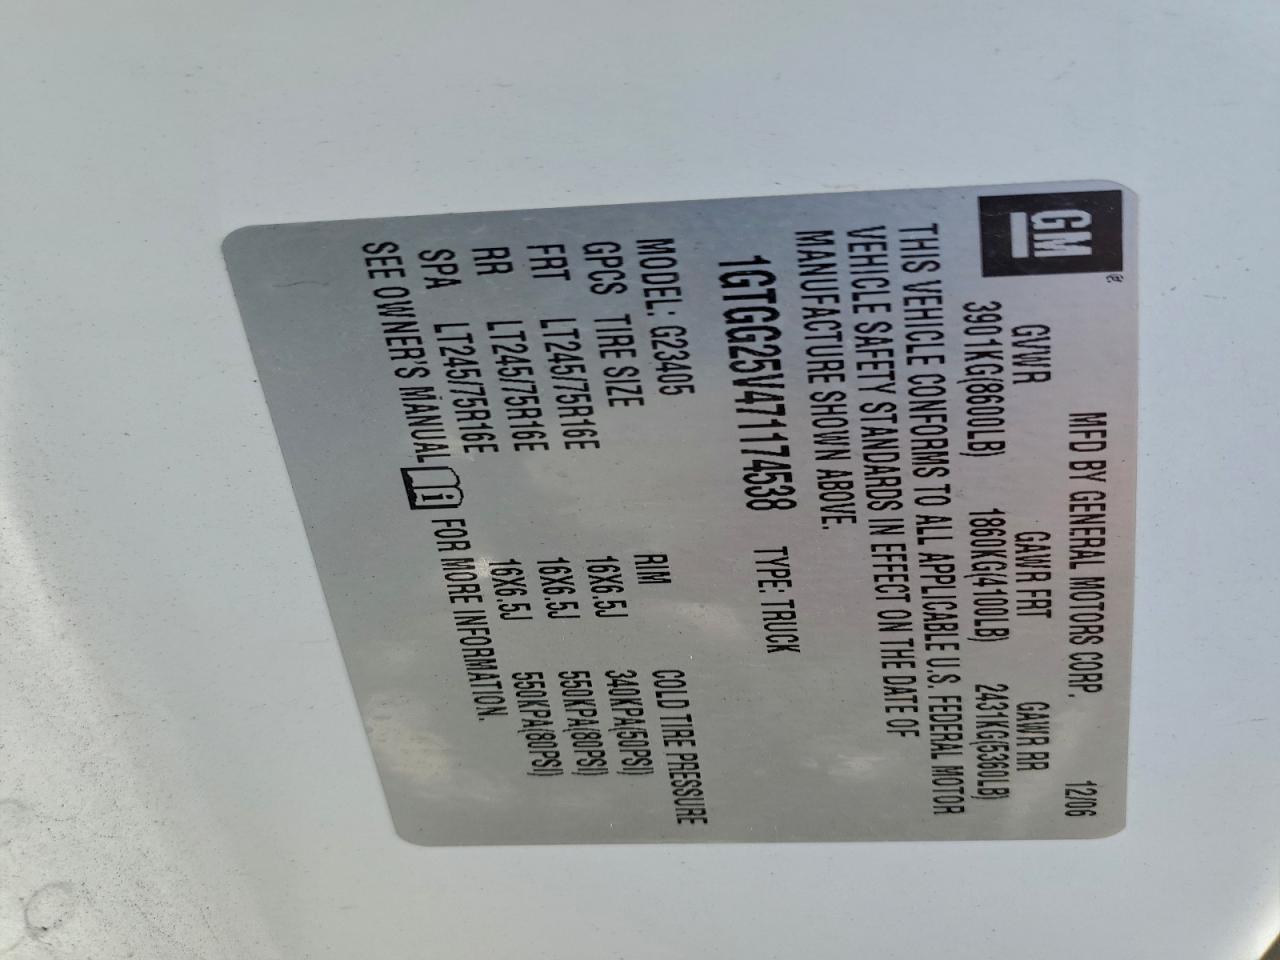 GM
MFD BY GENERAL MOTORS CORP. 12/06
GVWR GAWR FRT GAWR RR
3901KG(8600LB) 1860KG(4100LB) 2431KG(5360LB)
THIS VEHICLE CONFORMS TO ALL APPLICABLE U.S. FEDERAL MOTOR
VEHICLE SAFETY STANDARDS IN EFFECT ON THE DATE OF
MANUFACTURE SHOWN ABOVE.
1GTGG25V471174538 TYPE: TRUCK
MODEL: G23405
GPCS TIRE SIZE RIM COLD TIRE PRESSURE
FRT LT245/75R16E 16X6.5J 340KPA(50PSI)
RR LT245/75R16E 16X6.5J 550KPA(80PSI)
SPA LT245/75R16E 16X6.5J 550KPA(80PSI)
SEE OWNER'S MANUAL FOR MORE INFORMATION.